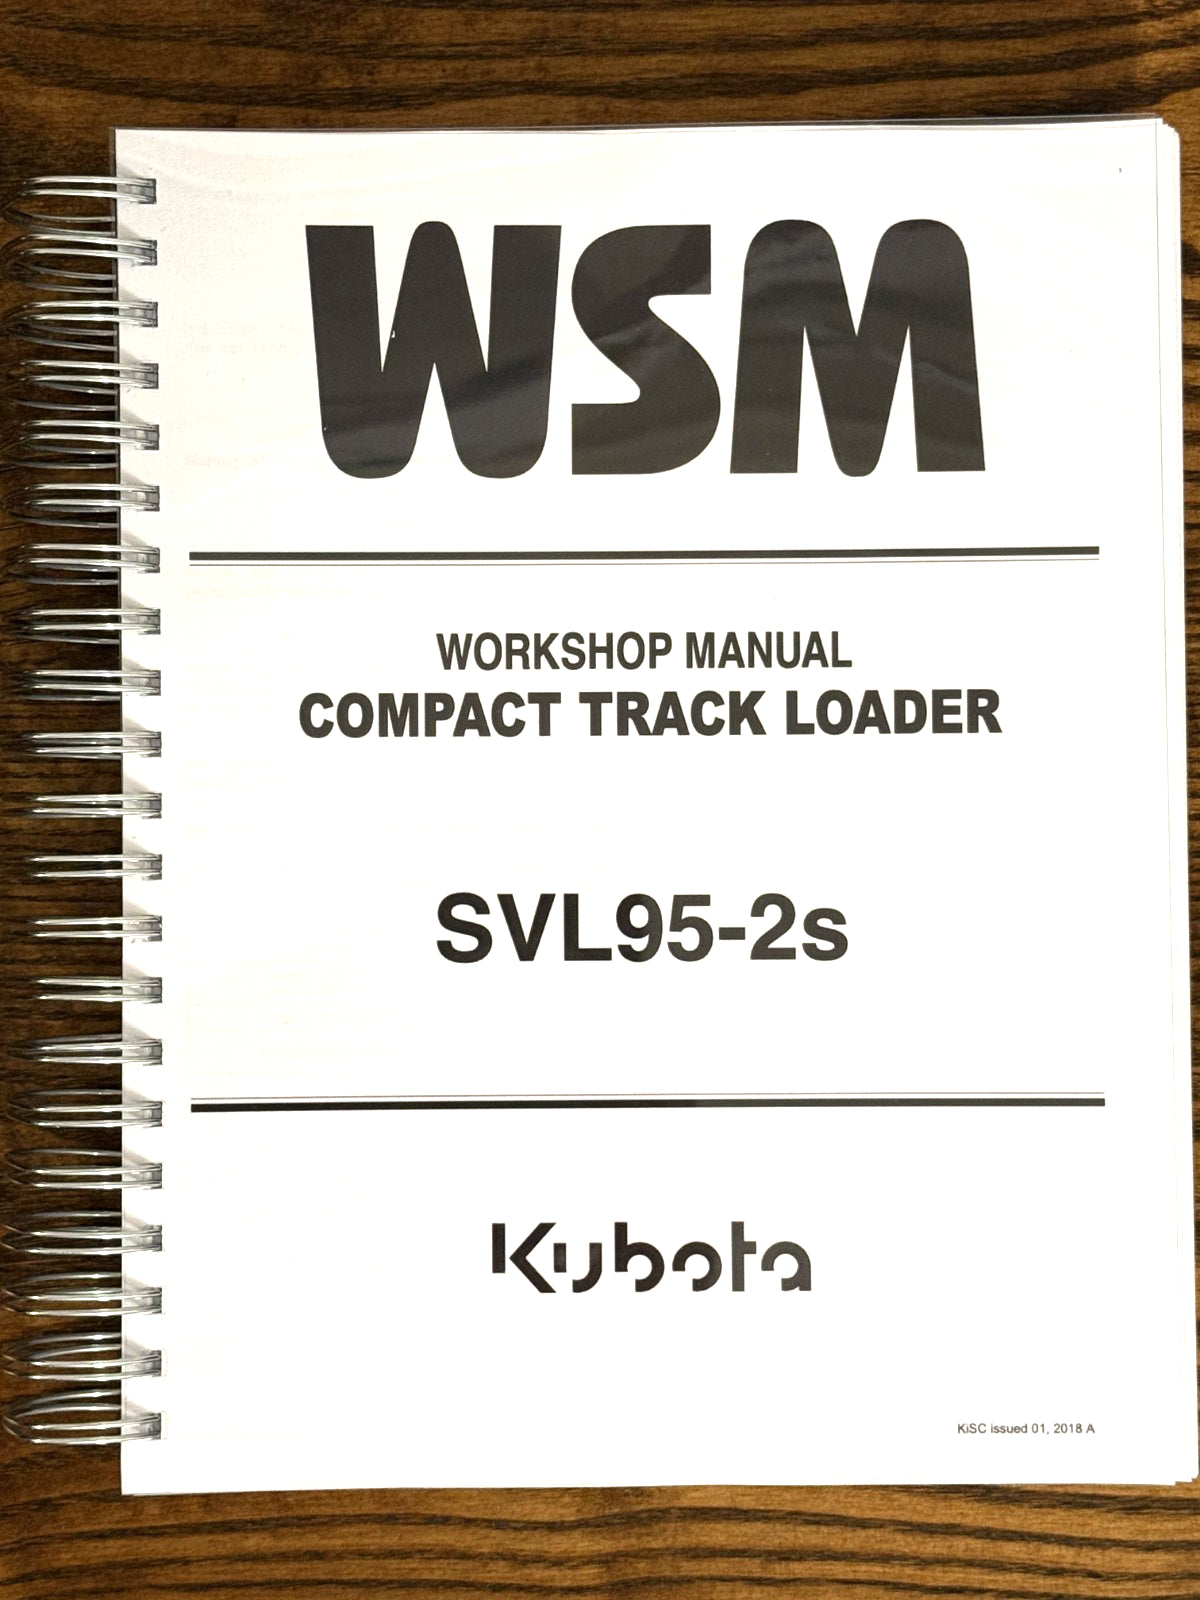 WSM
WORKSHOP MANUAL
COMPACT TRACK LOADER
SVL95-2s
Kubota
KiSC issued 01, 2018 A